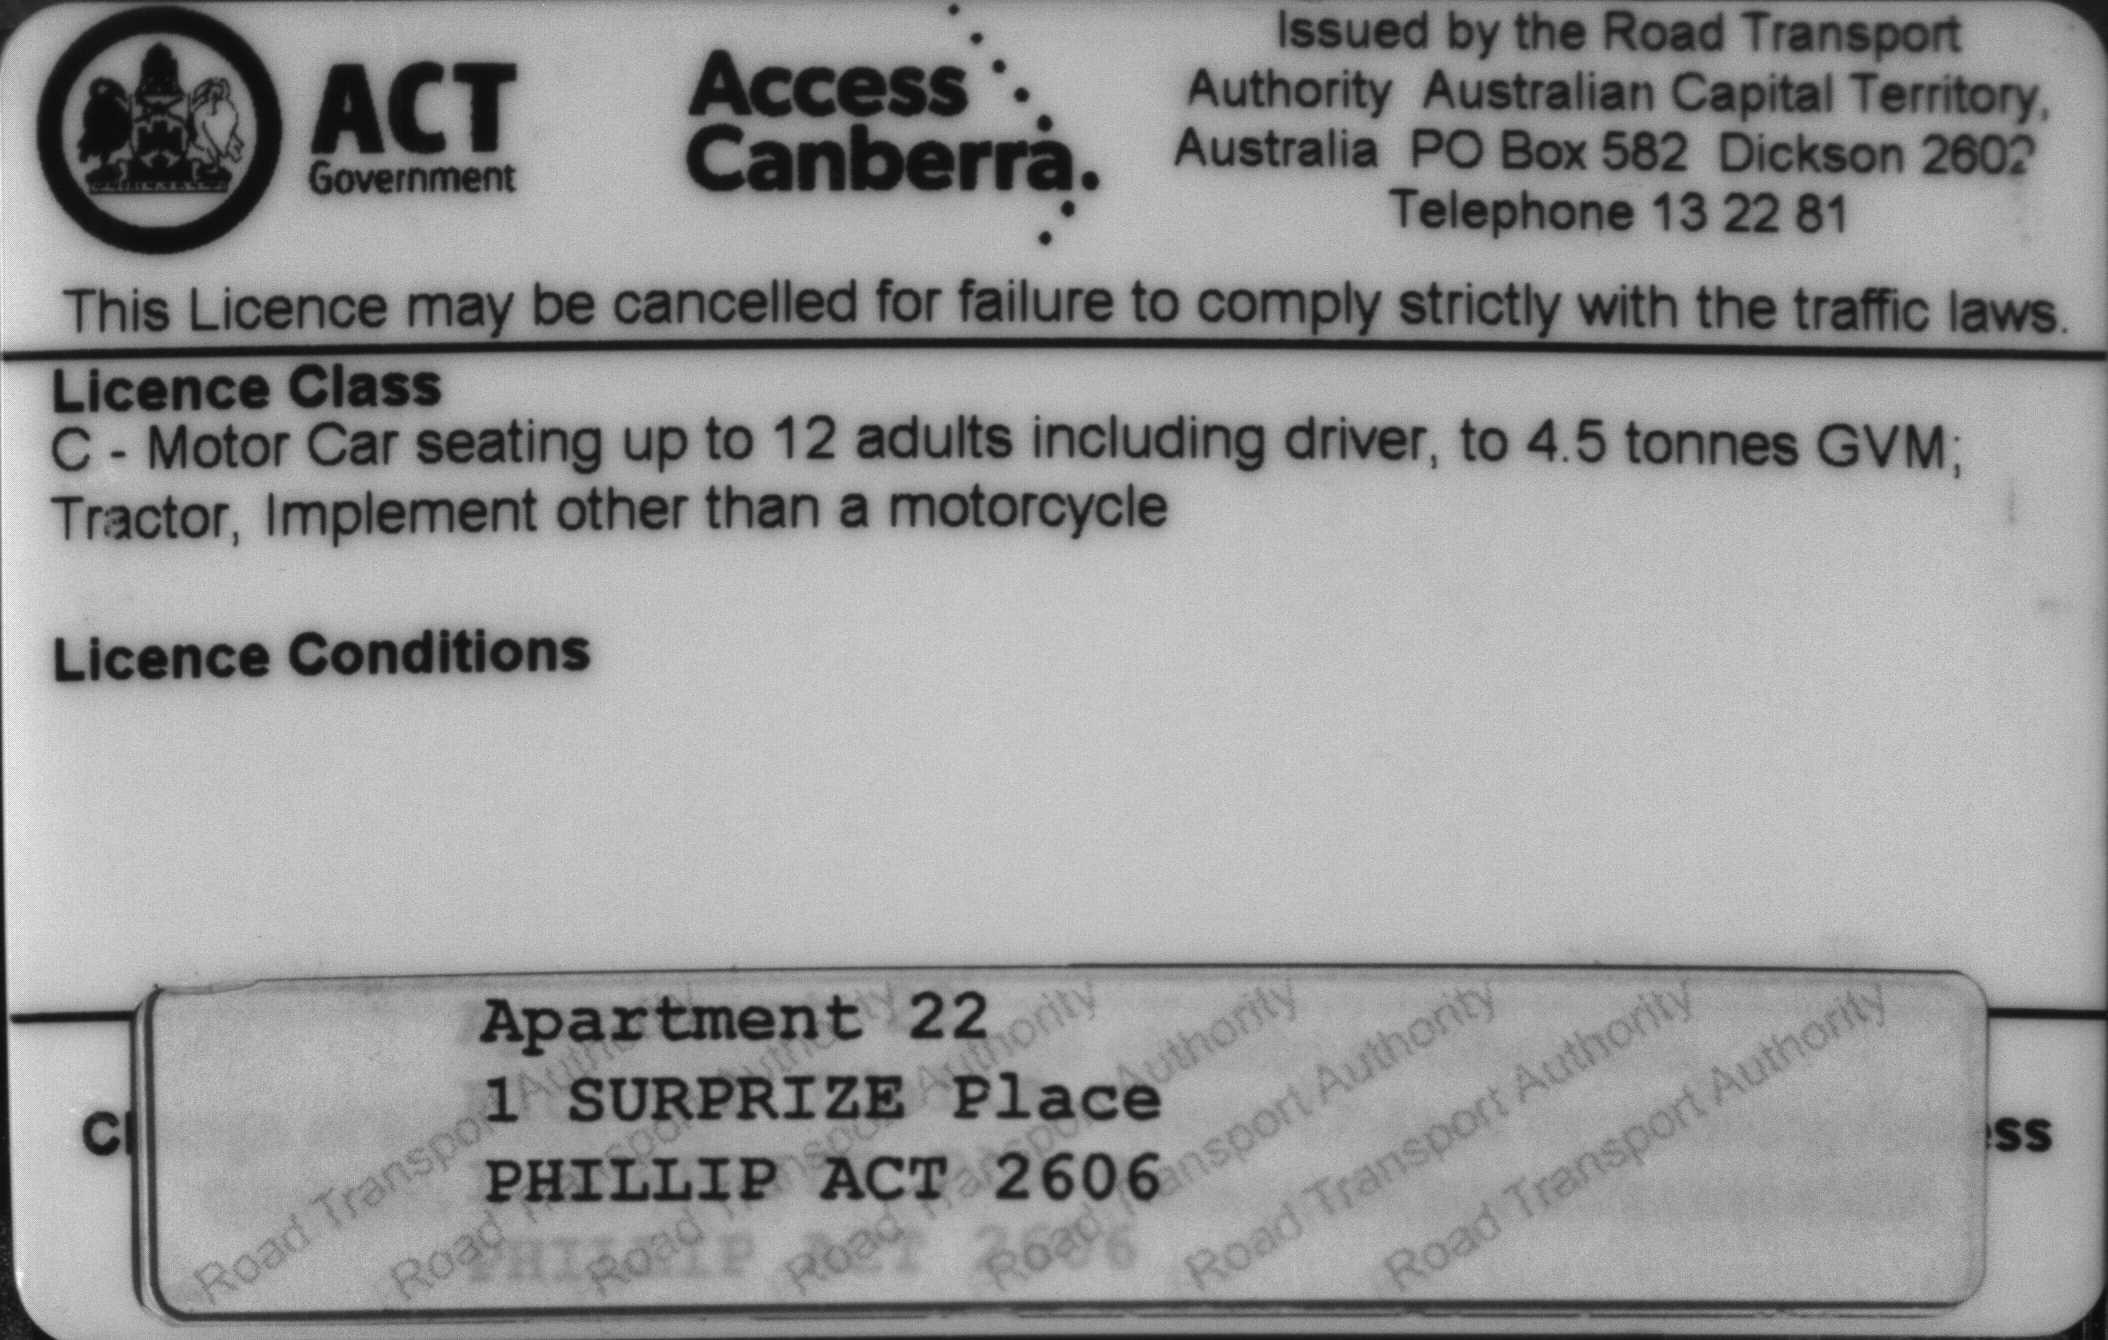 ACT
Government
Access
Canberra.
Issued by the Road Transport
Authority Australian Capital Territory,
Australia PO Box 582 Dickson 2602
Telephone 13 22 81
This Licence may be cancelled for failure to comply strictly with the traffic laws.
Licence Class
C - Motor Car seating up to 12 adults including driver, to 4.5 tonnes GVM;
Tractor, Implement other than a motorcycle
Licence Conditions
Apartment 22
1 SURPRIZE Place
PHILLIP ACT 2606
PHILLIP ACT 2606
Road Transport Authority
Road Transport Authority
Road Transport Authority
Road Transport Authority
Road Transport Authority
Road Transport Authority
Road Transport Authority